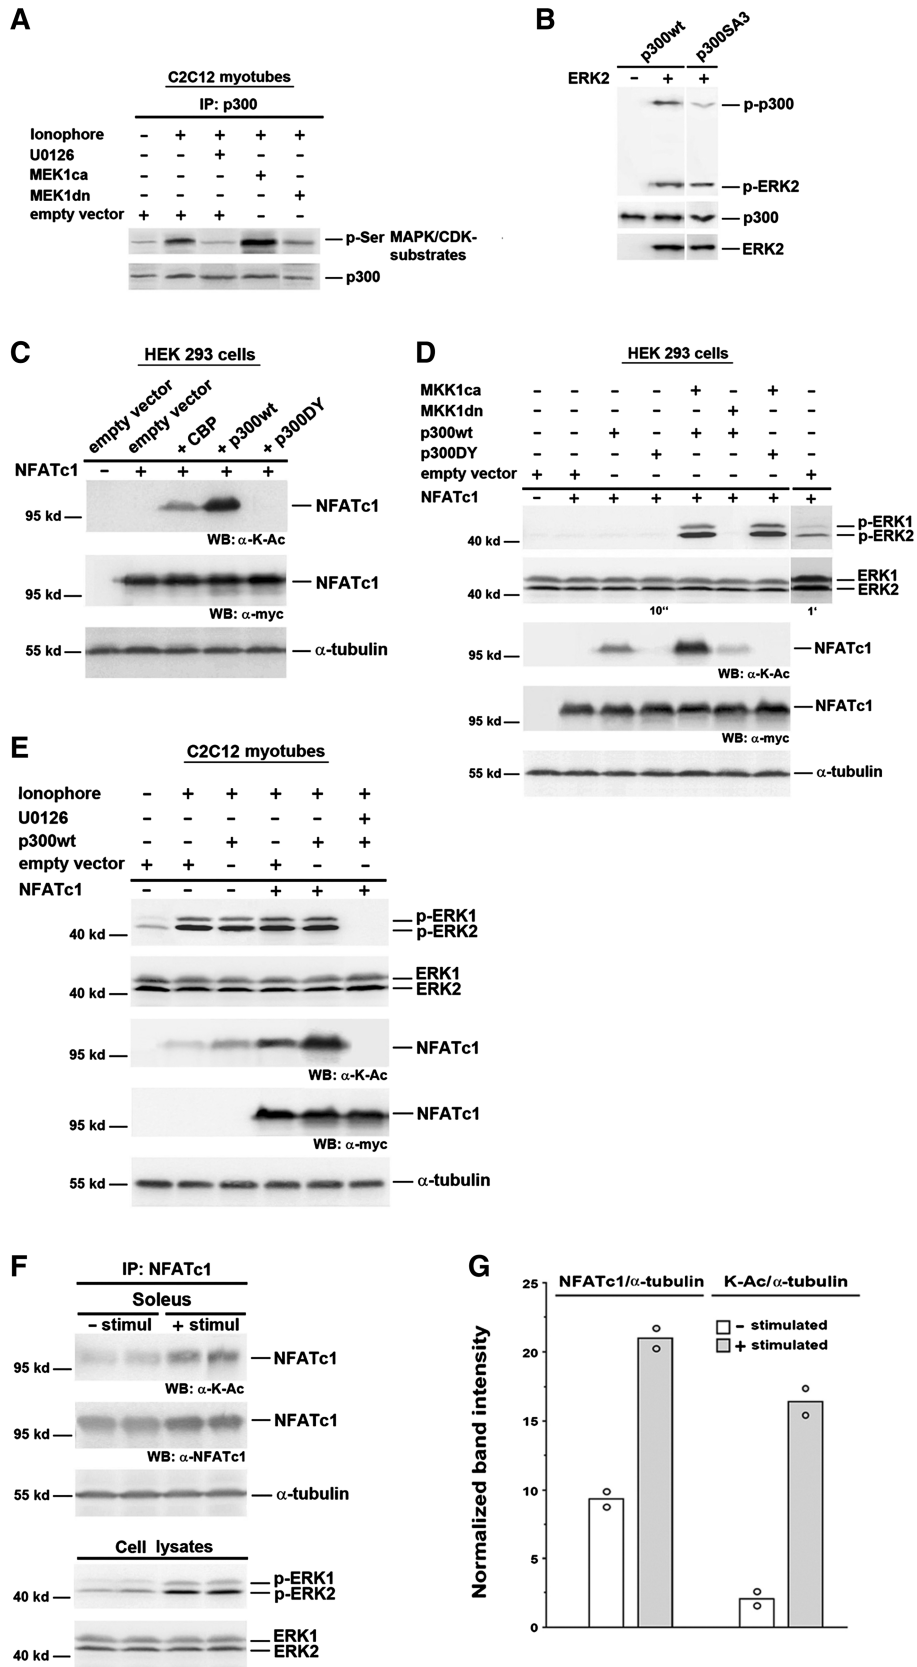 A
C2C12 myotubes
IP: p300
Ionophore - + + + +
U0126 - - + - -
MEK1ca - - - + -
MEK1dn - - - - +
empty vector + + + - -
p-Ser MAPK/CDK-
substrates
p300
B
p300wt p300SA3
ERK2 - + +
p-p300
p-ERK2
p300
ERK2
C
HEK 293 cells
empty vector empty vector + CBP + p300wt + p300DY
NFATc1 - + + + +
NFATc1
95 kd
WB: α-K-Ac
NFATc1
95 kd
WB: α-myc
55 kd α-tubulin
D
HEK 293 cells
MKK1ca - - - - + - + -
MKK1dn - - - - - + - -
p300wt - - + - + + - -
p300DY - - - + - - + -
empty vector + + - - - - - +
NFATc1 - + + + + + + +
p-ERK1
p-ERK2
40 kd
ERK1
ERK2
40 kd
10“ 1‘
NFATc1
95 kd
WB: α-K-Ac
NFATc1
95 kd
WB: α-myc
55 kd α-tubulin
E
C2C12 myotubes
Ionophore - + + + + +
U0126 - - - - - +
p300wt - - + - + +
empty vector + + - + - -
NFATc1 - - - + + +
p-ERK1
p-ERK2
40 kd
ERK1
ERK2
40 kd
NFATc1
95 kd
WB: α-K-Ac
NFATc1
95 kd
WB: α-myc
55 kd α-tubulin
F
IP: NFATc1
Soleus
- stimul + stimul
NFATc1
95 kd
WB: α-K-Ac
NFATc1
95 kd
WB: α-NFATc1
55 kd α-tubulin
Cell lysates
p-ERK1
p-ERK2
40 kd
ERK1
ERK2
40 kd
G
NFATc1/α-tubulin K-Ac/α-tubulin
- stimulated
+ stimulated
Normalized band intensity
25
20
15
10
5
0